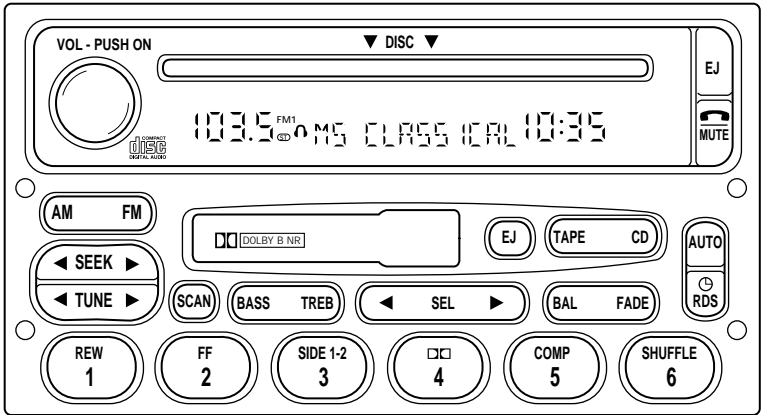 VOL - PUSH ON
▼ DISC ▼
EJ
103.5 FM1 ST MS CLASSICAL 10:35
COMPACT
disc
DIGITAL AUDIO
MUTE
AM FM
DOLBY B NR
EJ
TAPE CD
AUTO
◄ SEEK ►
◄ TUNE ►
SCAN
BASS TREB
◄ SEL ►
BAL FADE
RDS
REW
1
FF
2
SIDE 1-2
3
4
COMP
5
SHUFFLE
6